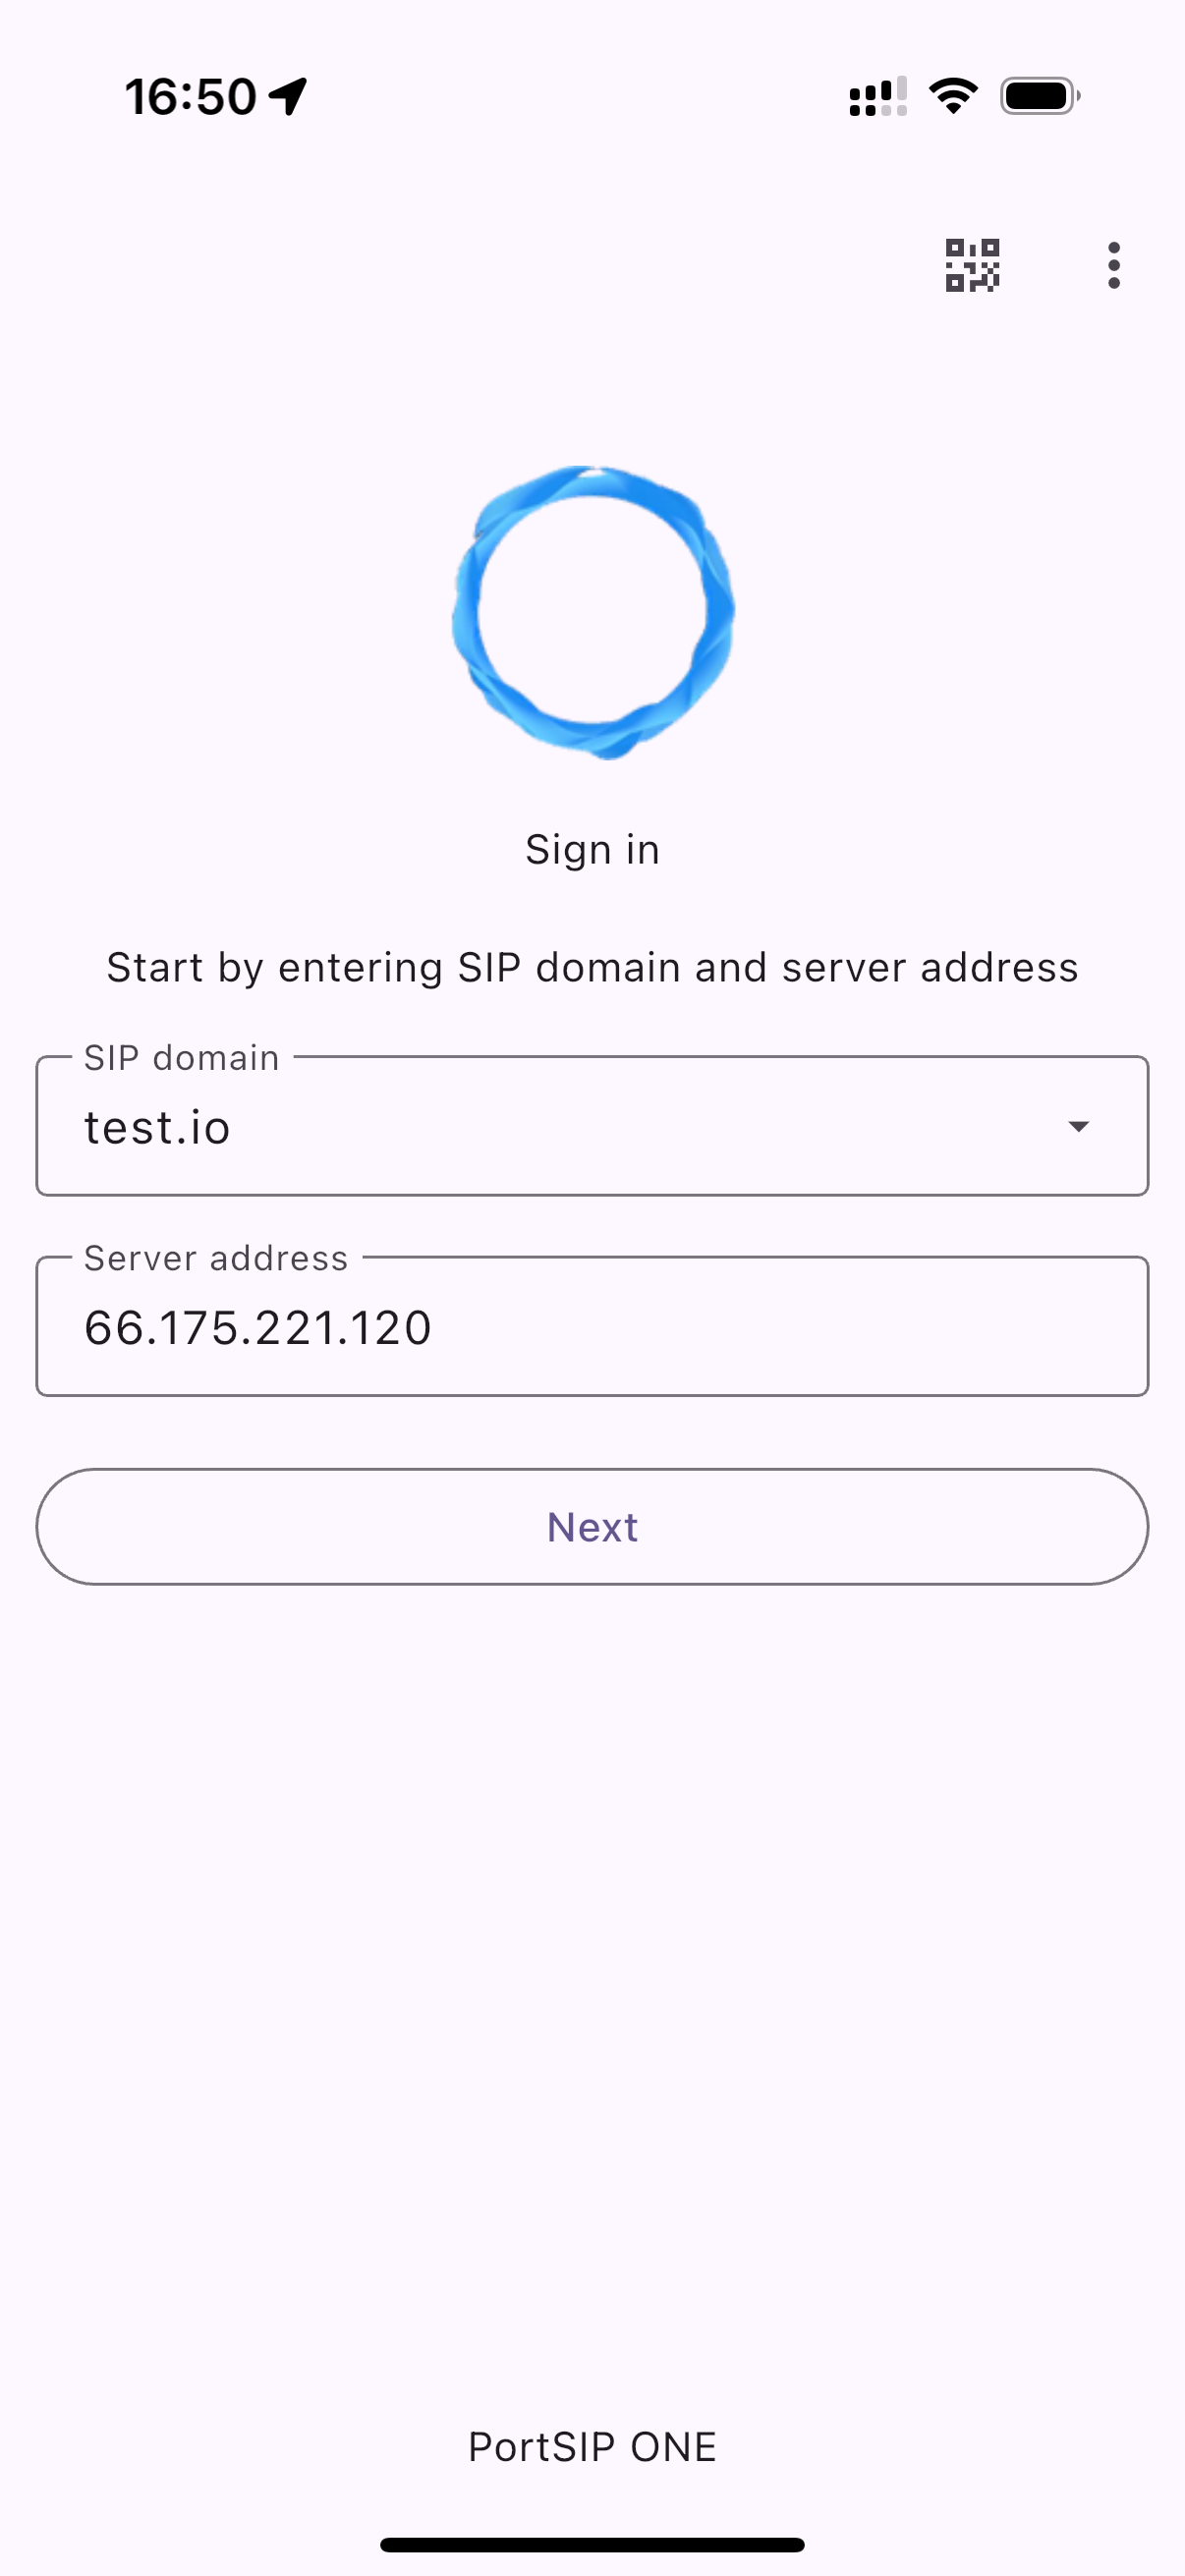 16:50
Sign in
Start by entering SIP domain and server address
SIP domain
test.io
Server address
66.175.221.120
Next
PortSIP ONE